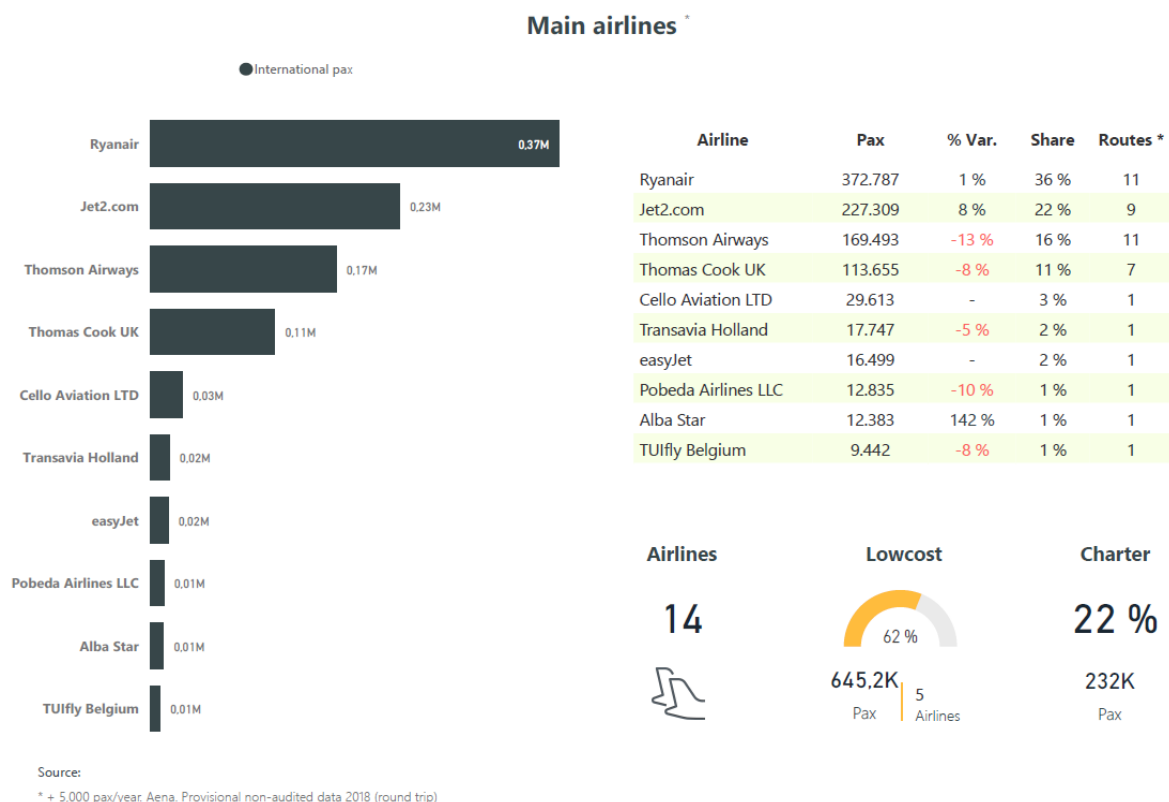 Main airlines *
International pax
Ryanair 0,37M
Jet2.com 0,23M
Thomson Airways 0,17M
Thomas Cook UK 0,11M
Cello Aviation LTD 0,03M
Transavia Holland 0,02M
easyJet 0,02M
Pobeda Airlines LLC 0,01M
Alba Star 0,01M
TUIfly Belgium 0,01M
Airline Pax % Var. Share Routes *
Ryanair 372.787 1 % 36 % 11
Jet2.com 227.309 8 % 22 % 9
Thomson Airways 169.493 -13 % 16 % 11
Thomas Cook UK 113.655 -8 % 11 % 7
Cello Aviation LTD 29.613 - 3 % 1
Transavia Holland 17.747 -5 % 2 % 1
easyJet 16.499 - 2 % 1
Pobeda Airlines LLC 12.835 -10 % 1 % 1
Alba Star 12.383 142 % 1 % 1
TUIfly Belgium 9.442 -8 % 1 % 1
Airlines
14
Lowcost
62 %
645,2K
Pax
5
Airlines
Charter
22 %
232K
Pax
Source:
* + 5,000 pax/year. Aena. Provisional non-audited data 2018 (round trip)